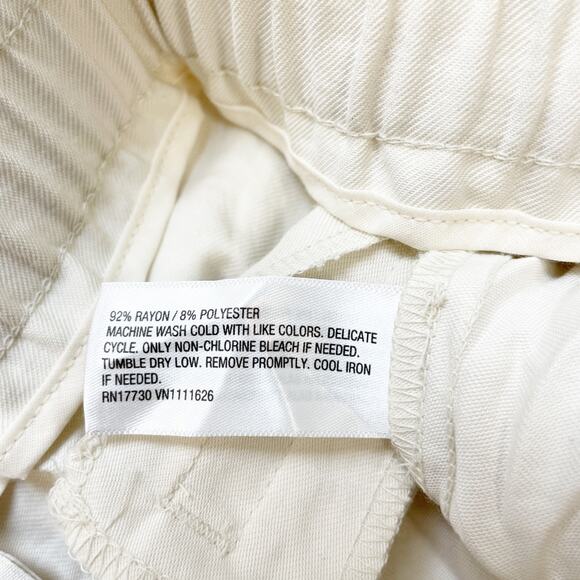 92% RAYON / 8% POLYESTER
MACHINE WASH COLD WITH LIKE COLORS. DELICATE
CYCLE. ONLY NON-CHLORINE BLEACH IF NEEDED.
TUMBLE DRY LOW. REMOVE PROMPTLY. COOL IRON
IF NEEDED.
RN17730 VN1111626